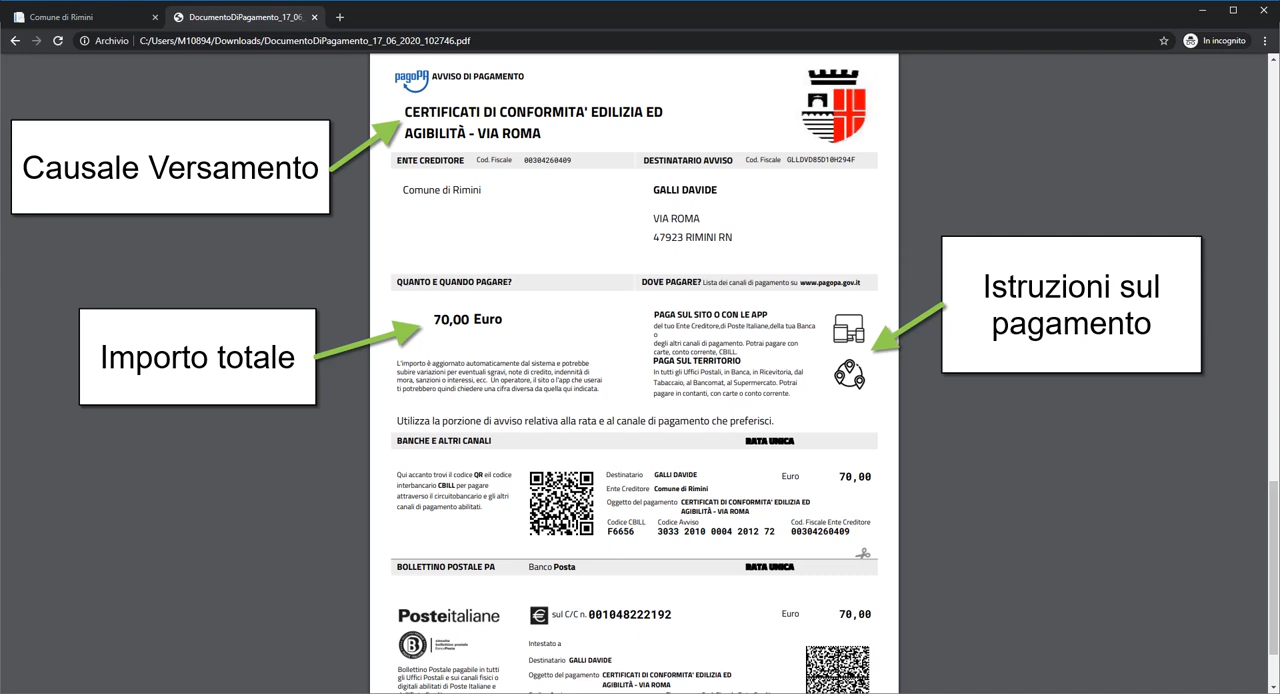 Comune di Rimini
DocumentoDiPagamento_17_06_
Archivio
C:/Users/M10894/Downloads/DocumentoDiPagamento_17_06_2020_102746.pdf
In incognito
pagoPA AVVISO DI PAGAMENTO
CERTIFICATI DI CONFORMITA' EDILIZIA ED
AGIBILITÀ - VIA ROMA
Causale Versamento
ENTE CREDITORE Cod. Fiscale 00304260409
DESTINATARIO AVVISO Cod. Fiscale GLLDVD85D10H294F
Comune di Rimini
GALLI DAVIDE
VIA ROMA
47923 RIMINI RN
QUANTO E QUANDO PAGARE?
DOVE PAGARE? Lista dei canali di pagamento su www.pagopa.gov.it
Istruzioni sul
pagamento
70,00 Euro
Importo totale
L'importo è aggiornato automaticamente dal sistema e potrebbe
subire variazioni per eventuali sgravi, note di credito, indennità di
mora, sanzioni o interessi, ecc. Un operatore, il sito o l'app che userai
ti potrebbero quindi chiedere una cifra diversa da quella qui indicata.
PAGA SUL SITO O CON LE APP
del tuo Ente Creditore,di Poste Italiane,della tua Banca
o
degli altri canali di pagamento. Potrai pagare con
carte, conto corrente, CBILL.
PAGA SUL TERRITORIO
In tutti gli Uffici Postali, in Banca, in Ricevitoria, dal
Tabaccaio, al Bancomat, al Supermercato. Potrai
pagare in contanti, con carte o conto corrente.
Utilizza la porzione di avviso relativa alla rata e al canale di pagamento che preferisci.
BANCHE E ALTRI CANALI RATA UNICA
Qui accanto trovi il codice QR eil codice
interbancario CBILL per pagare
attraverso il circuitobancario e gli altri
canali di pagamento abilitati.
Destinatario GALLI DAVIDE Euro 70,00
Ente Creditore Comune di Rimini
Oggetto del pagamento CERTIFICATI DI CONFORMITA' EDILIZIA ED
AGIBILITÀ - VIA ROMA
Codice CBILL Codice Avviso Cod. Fiscale Ente Creditore
F6656 3033 2010 0004 2012 72 00304260409
BOLLETTINO POSTALE PA Banco Posta RATA UNICA
Posteitaliane
€ sul C/C n. 001048222192 Euro 70,00
Intestato a
Destinatario GALLI DAVIDE
Oggetto del pagamento CERTIFICATI DI CONFORMITA' EDILIZIA ED
AGIBILITÀ - VIA ROMA
Bollettino Postale pagabile in tutti
gli Uffici Postali e sui canali fisici o
digitali abilitati di Poste Italiane e